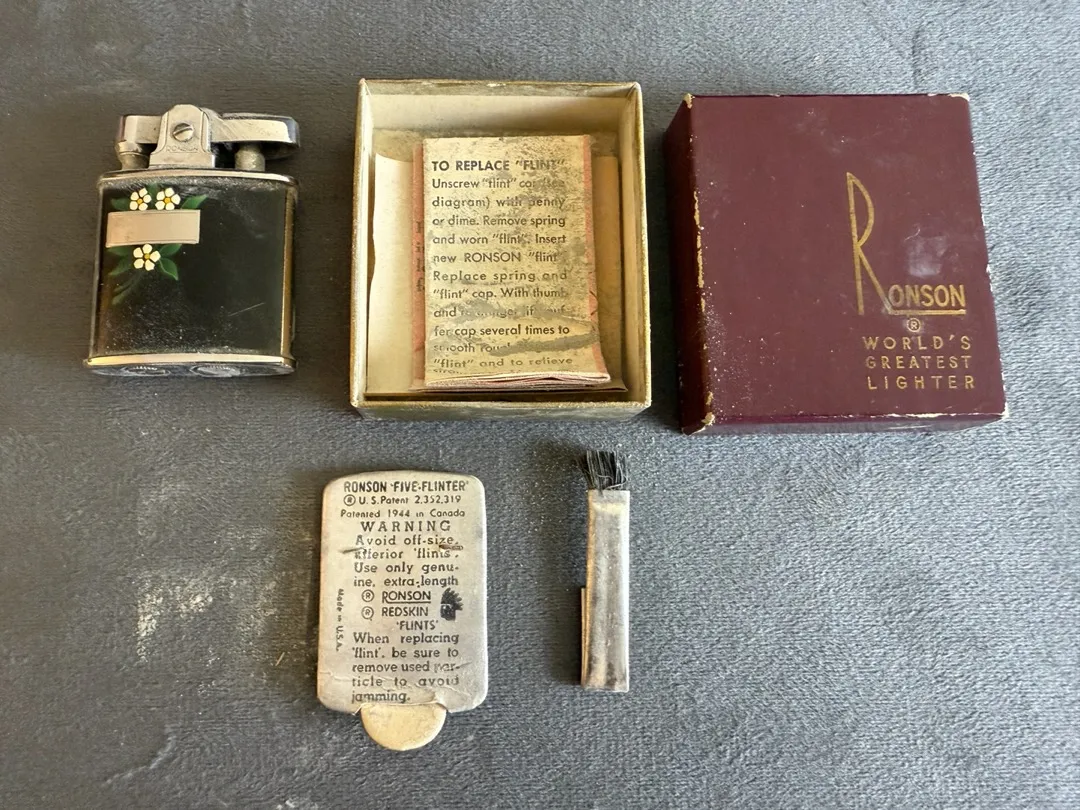 TO REPLACE "FLINT"
Unscrew "flint" cap (see
diagram) with penny
or dime. Remove spring
and worn "flint". Insert
new RONSON "flint
Replace spring and
"flint" cap. With thumb
and
fer cap several times to
smooth
"flint" and to relieve
RONSON
®
WORLD'S
GREATEST
LIGHTER
RONSON 'FIVE-FLINTER'
® U.S. Patent 2,352,319
Patented 1944 in Canada
WARNING
Avoid off-size,
inferior 'flints'.
Use only genu-
ine, extra-length
® RONSON
® REDSKIN
'FLINTS'
When replacing
'flint', be sure to
remove used par-
ticle to avoid
jamming.
Made in U.S.A.